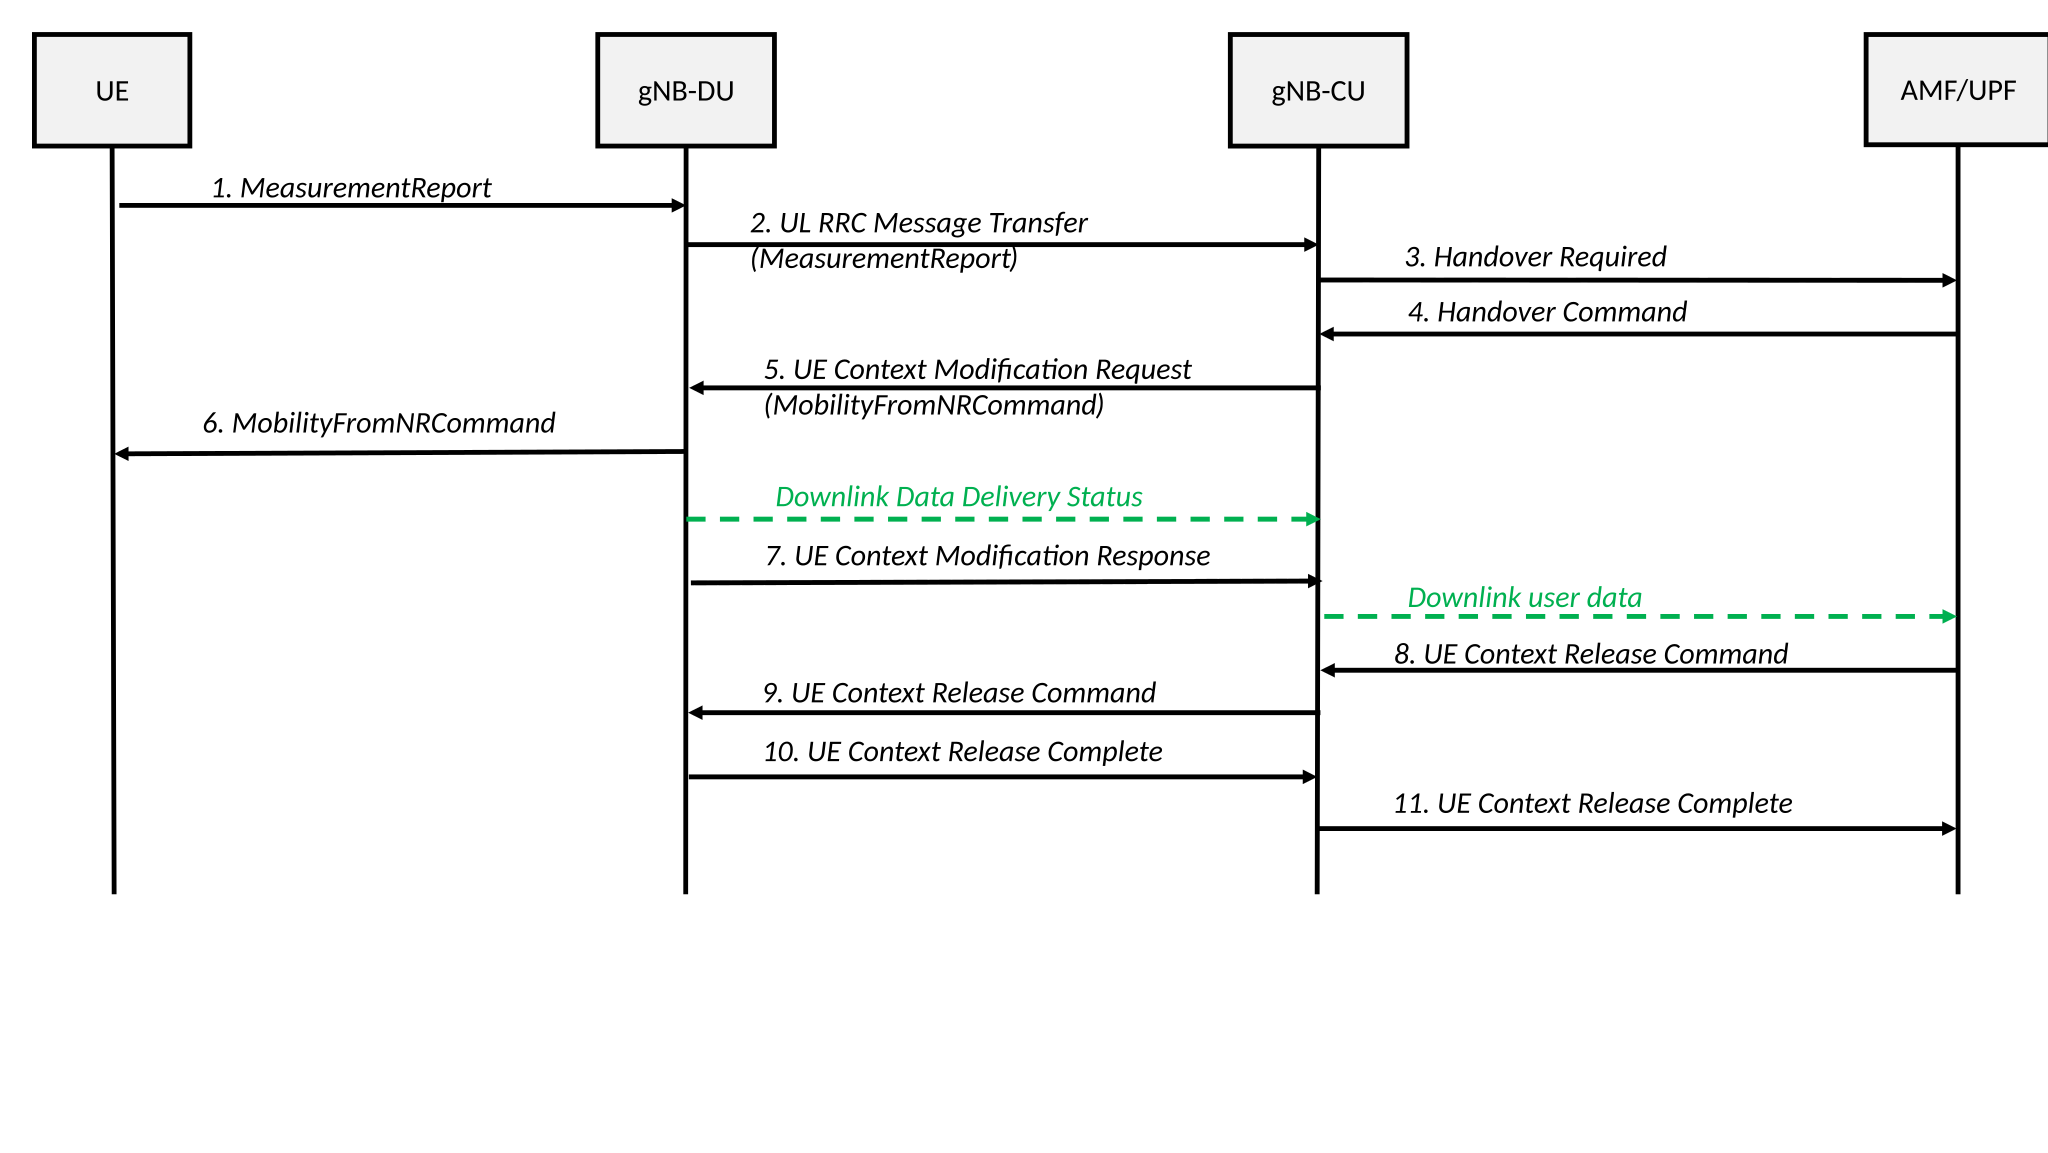 UE
gNB-DU
gNB-CU
AMF/UPF
1. MeasurementReport
2. UL RRC Message Transfer
(MeasurementReport)
3. Handover Required
4. Handover Command
5. UE Context Modification Request
(MobilityFromNRCommand)
6. MobilityFromNRCommand
Downlink Data Delivery Status
7. UE Context Modification Response
Downlink user data
8. UE Context Release Command
9. UE Context Release Command
10. UE Context Release Complete
11. UE Context Release Complete